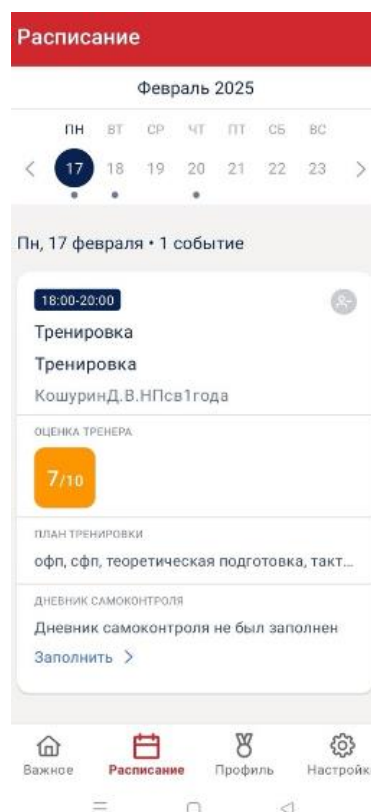 Расписание
Февраль 2025
ПН ВТ СР ЧТ ПТ СБ ВС
17 18 19 20 21 22 23
Пн, 17 февраля • 1 событие
18:00-20:00
Тренировка
Тренировка
КошуринД.В.НПсв1года
ОЦЕНКА ТРЕНЕРА
7/10
ПЛАН ТРЕНИРОВКИ
офп, сфп, теоретическая подготовка, такт...
ДНЕВНИК САМОКОНТРОЛЯ
Дневник самоконтроля не был заполнен
Заполнить >
Важное Расписание Профиль Настройк